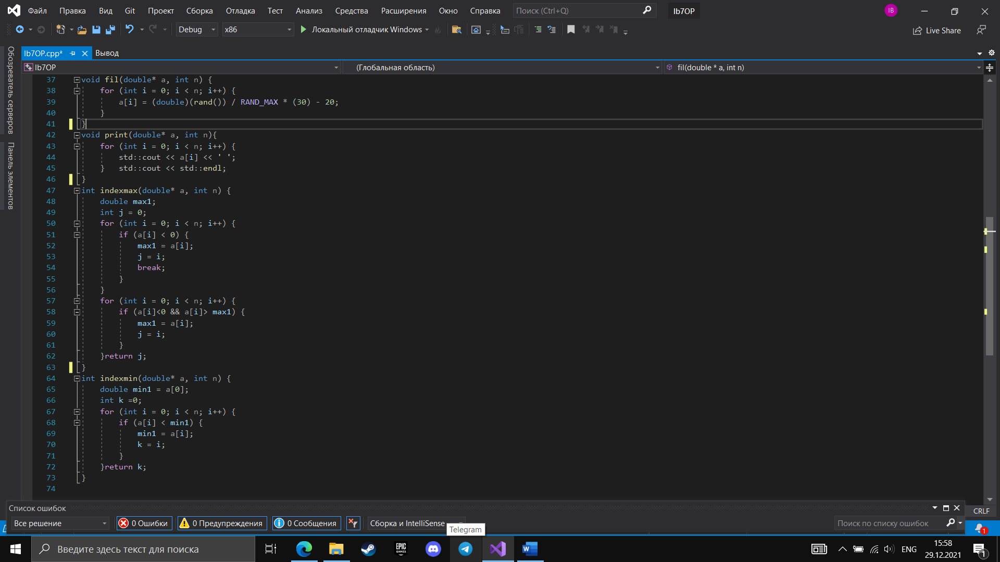 Файл Правка Вид Git Проект Сборка Отладка Тест Анализ Средства Расширения Окно Справка Поиск (Ctrl+Q) lb7OP IB
Debug x86 Локальный отладчик Windows Live Share
lb7OP.cpp* Вывод
lb7OP (Глобальная область) fil(double * a, int n)
Обозреватель серверов
Панель элементов
37 void fil(double* a, int n) {
38 for (int i = 0; i < n; i++) {
39 a[i] = (double)(rand()) / RAND_MAX * (30) - 20;
40 }
41 }
42 void print(double* a, int n){
43 for (int i = 0; i < n; i++) {
44 std::cout << a[i] << ' ';
45 } std::cout << std::endl;
46 }
47 int indexmax(double* a, int n) {
48 double max1;
49 int j = 0;
50 for (int i = 0; i < n; i++) {
51 if (a[i] < 0) {
52 max1 = a[i];
53 j = i;
54 break;
55 }
56 }
57 for (int i = 0; i < n; i++) {
58 if (a[i]<0 && a[i]> max1) {
59 max1 = a[i];
60 j = i;
61 }
62 }return j;
63 }
64 int indexmin(double* a, int n) {
65 double min1 = a[0];
66 int k =0;
67 for (int i = 0; i < n; i++) {
68 if (a[i] < min1) {
69 min1 = a[i];
70 k = i;
71 }
72 }return k;
73 }
74
Список ошибок
CRLF
Все решение 0 Ошибки 0 Предупреждения 0 Сообщения Сборка и IntelliSense Поиск по списку ошибок 1
Telegram
Введите здесь текст для поиска EPIC GAMES W ENG 15:58 1
29.12.2021